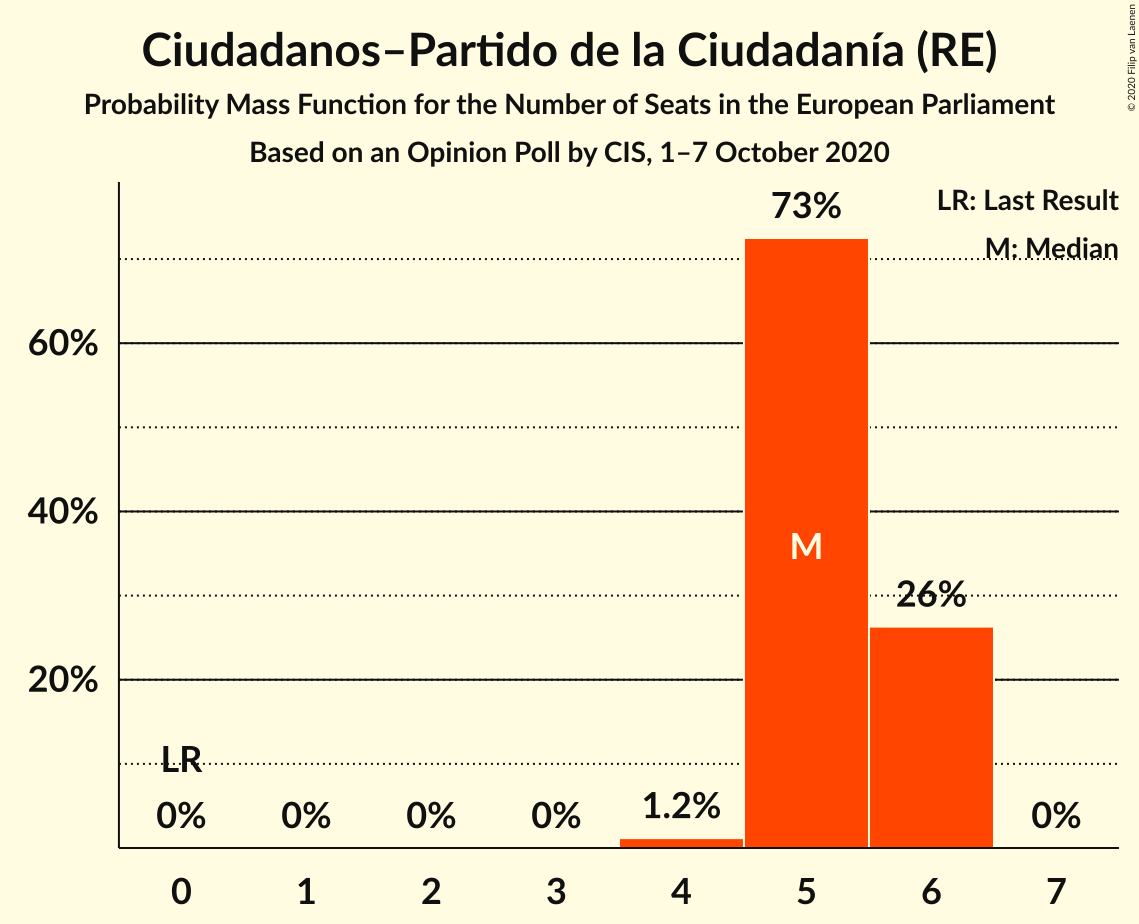 Ciudadanos–Partido de la Ciudadanía (RE)
Probability Mass Function for the Number of Seats in the European Parliament
Based on an Opinion Poll by CIS, 1–7 October 2020
© 2020 Filip van Laenen
LR: Last Result
M: Median
73%
60%
40%
M
26%
20%
LR
0% 0% 0% 0% 1.2% 0%
0 1 2 3 4 5 6 7